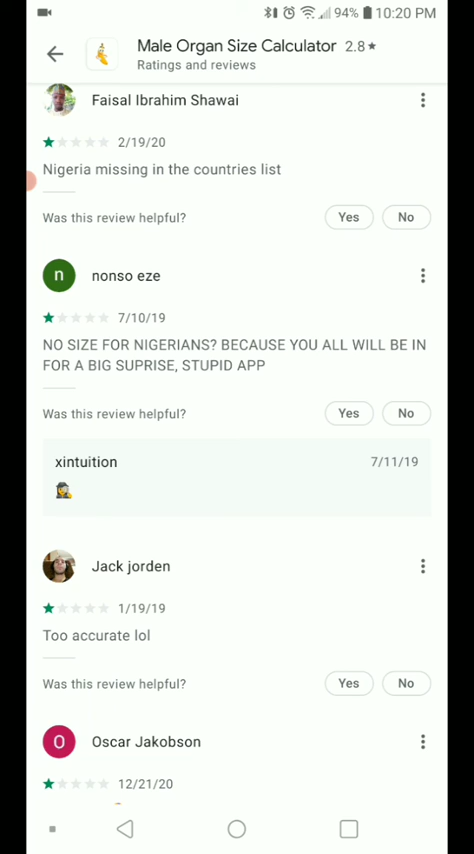 94% 10:20 PM
Male Organ Size Calculator 2.8★
Ratings and reviews
Faisal Ibrahim Shawai
2/19/20
Nigeria missing in the countries list
Was this review helpful? Yes No
n nonso eze
7/10/19
NO SIZE FOR NIGERIANS? BECAUSE YOU ALL WILL BE IN
FOR A BIG SUPRISE, STUPID APP
Was this review helpful? Yes No
xintuition 7/11/19
Jack jorden
1/19/19
Too accurate lol
Was this review helpful? Yes No
O Oscar Jakobson
12/21/20